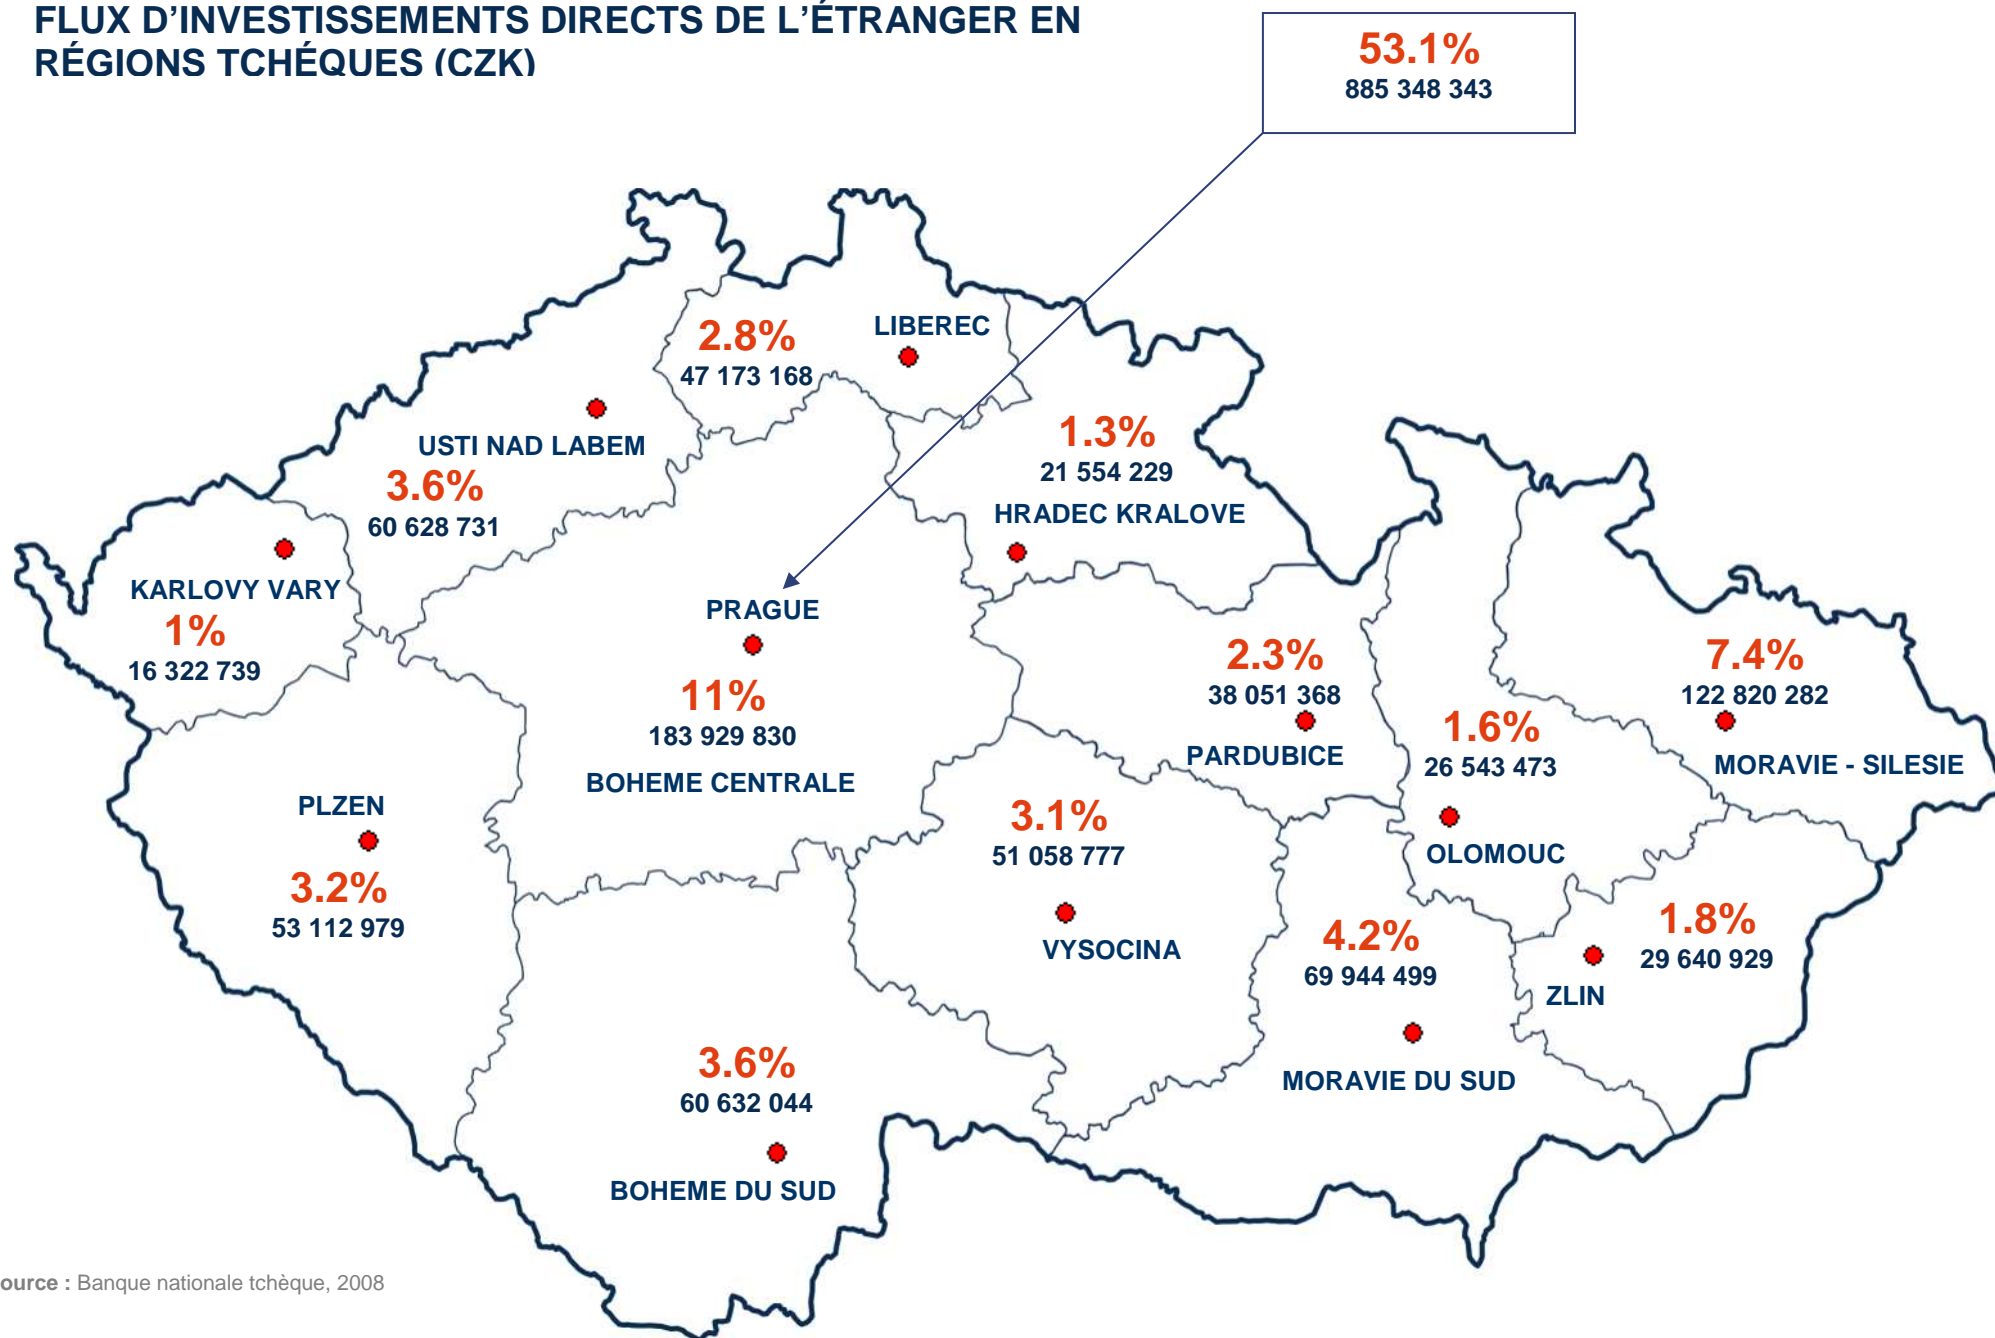 FLUX D'INVESTISSEMENTS DIRECTS DE L'ÉTRANGER EN
RÉGIONS TCHÉQUES (CZK)
53.1%
885 348 343
LIBEREC
2.8%
47 173 168
USTI NAD LABEM
3.6%
60 628 731
1.3%
21 554 229
HRADEC KRALOVE
KARLOVY VARY
1%
16 322 739
PRAGUE
11%
183 929 830
BOHEME CENTRALE
2.3%
38 051 368
PARDUBICE
7.4%
122 820 282
MORAVIE - SILESIE
1.6%
26 543 473
OLOMOUC
PLZEN
3.2%
53 112 979
3.1%
51 058 777
VYSOCINA
4.2%
69 944 499
MORAVIE DU SUD
1.8%
29 640 929
ZLIN
3.6%
60 632 044
BOHEME DU SUD
ource : Banque nationale tchèque, 2008